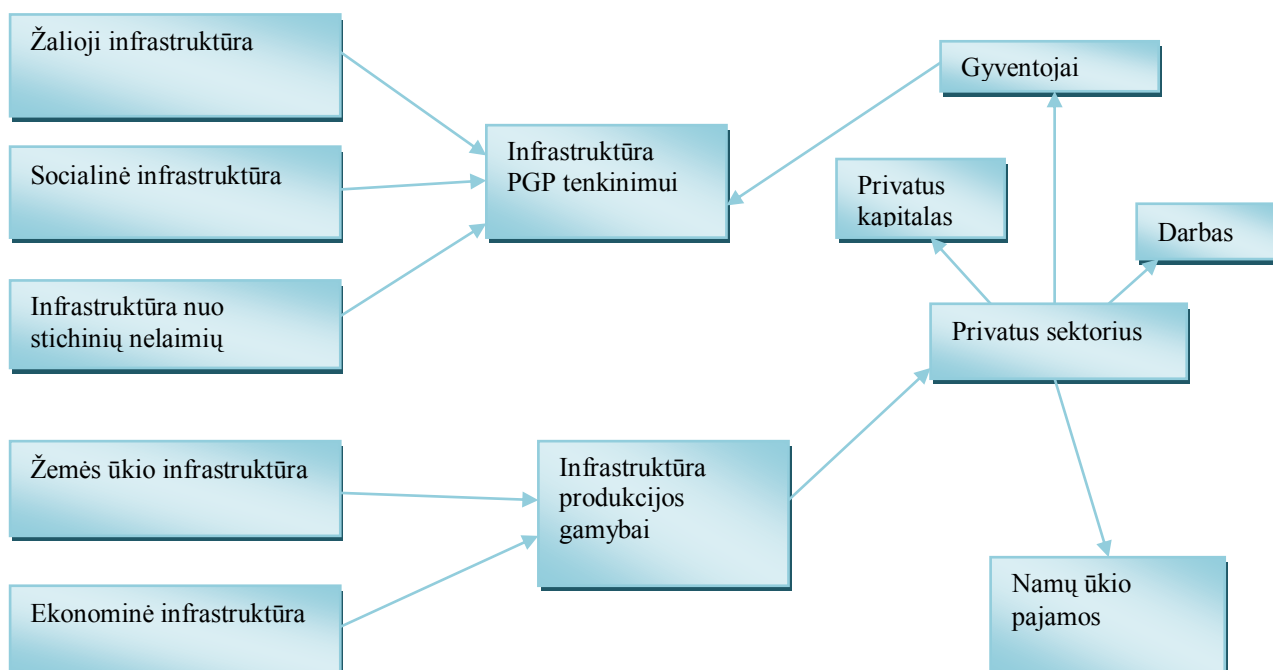 Žalioji infrastruktūra
Gyventojai
Infrastruktūra
PGP tenkinimui
Socialinė infrastruktūra
Privatus
kapitalas
Darbas
Infrastruktūra nuo
stichinių nelaimių
Privatus sektorius
Žemės ūkio infrastruktūra
Infrastruktūra
produkcijos
gamybai
Ekonominė infrastruktūra
Namų ūkio
pajamos